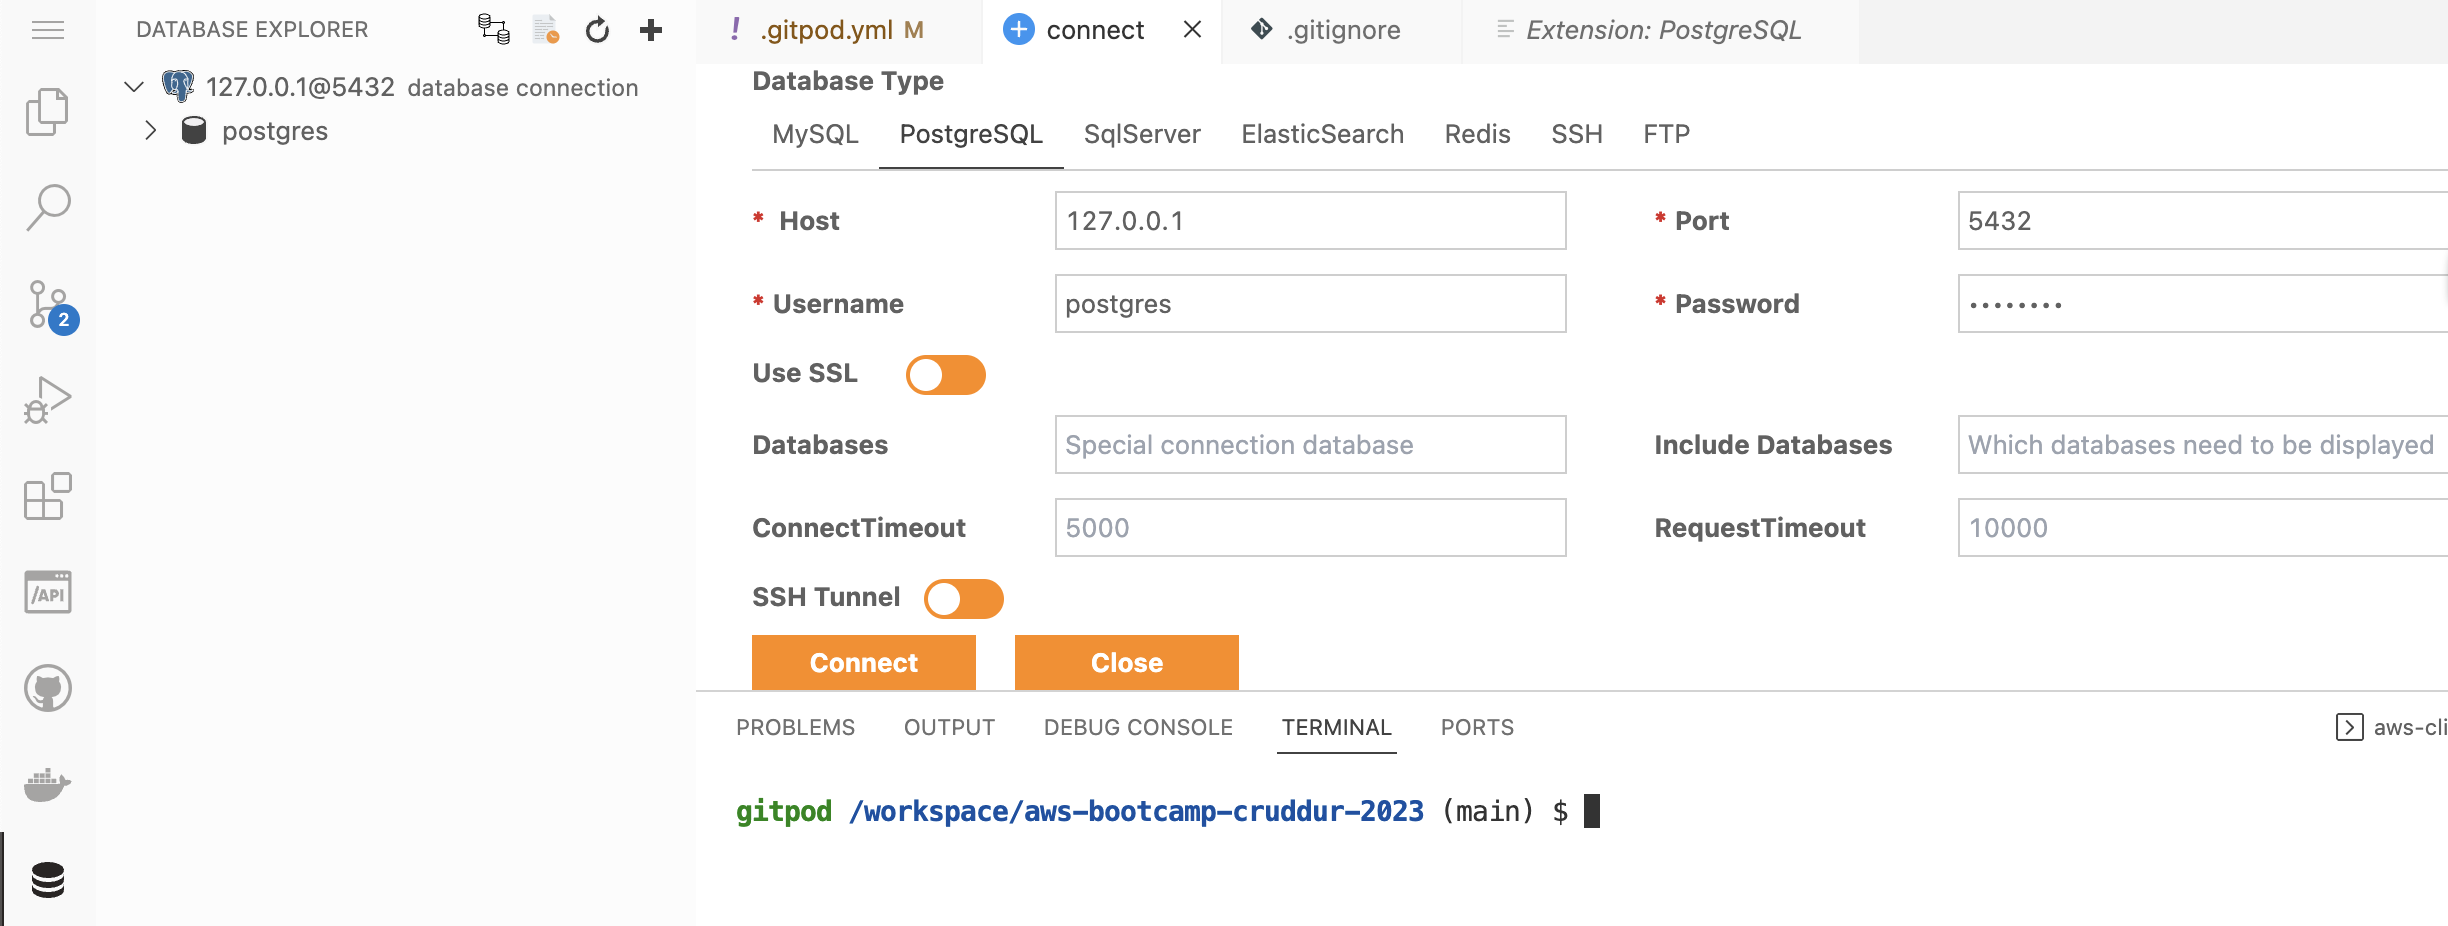 DATABASE EXPLORER
127.0.0.1@5432 database connection
postgres
2
/API
! .gitpod.yml M
connect
.gitignore
Extension: PostgreSQL
Database Type
MySQL PostgreSQL SqlServer ElasticSearch Redis SSH FTP
* Host 127.0.0.1 * Port 5432
* Username postgres * Password ••••••••
Use SSL
Databases Special connection database Include Databases Which databases need to be displayed
ConnectTimeout 5000 RequestTimeout 10000
SSH Tunnel
Connect Close
PROBLEMS OUTPUT DEBUG CONSOLE TERMINAL PORTS aws-cli
gitpod /workspace/aws-bootcamp-cruddur-2023 (main) $